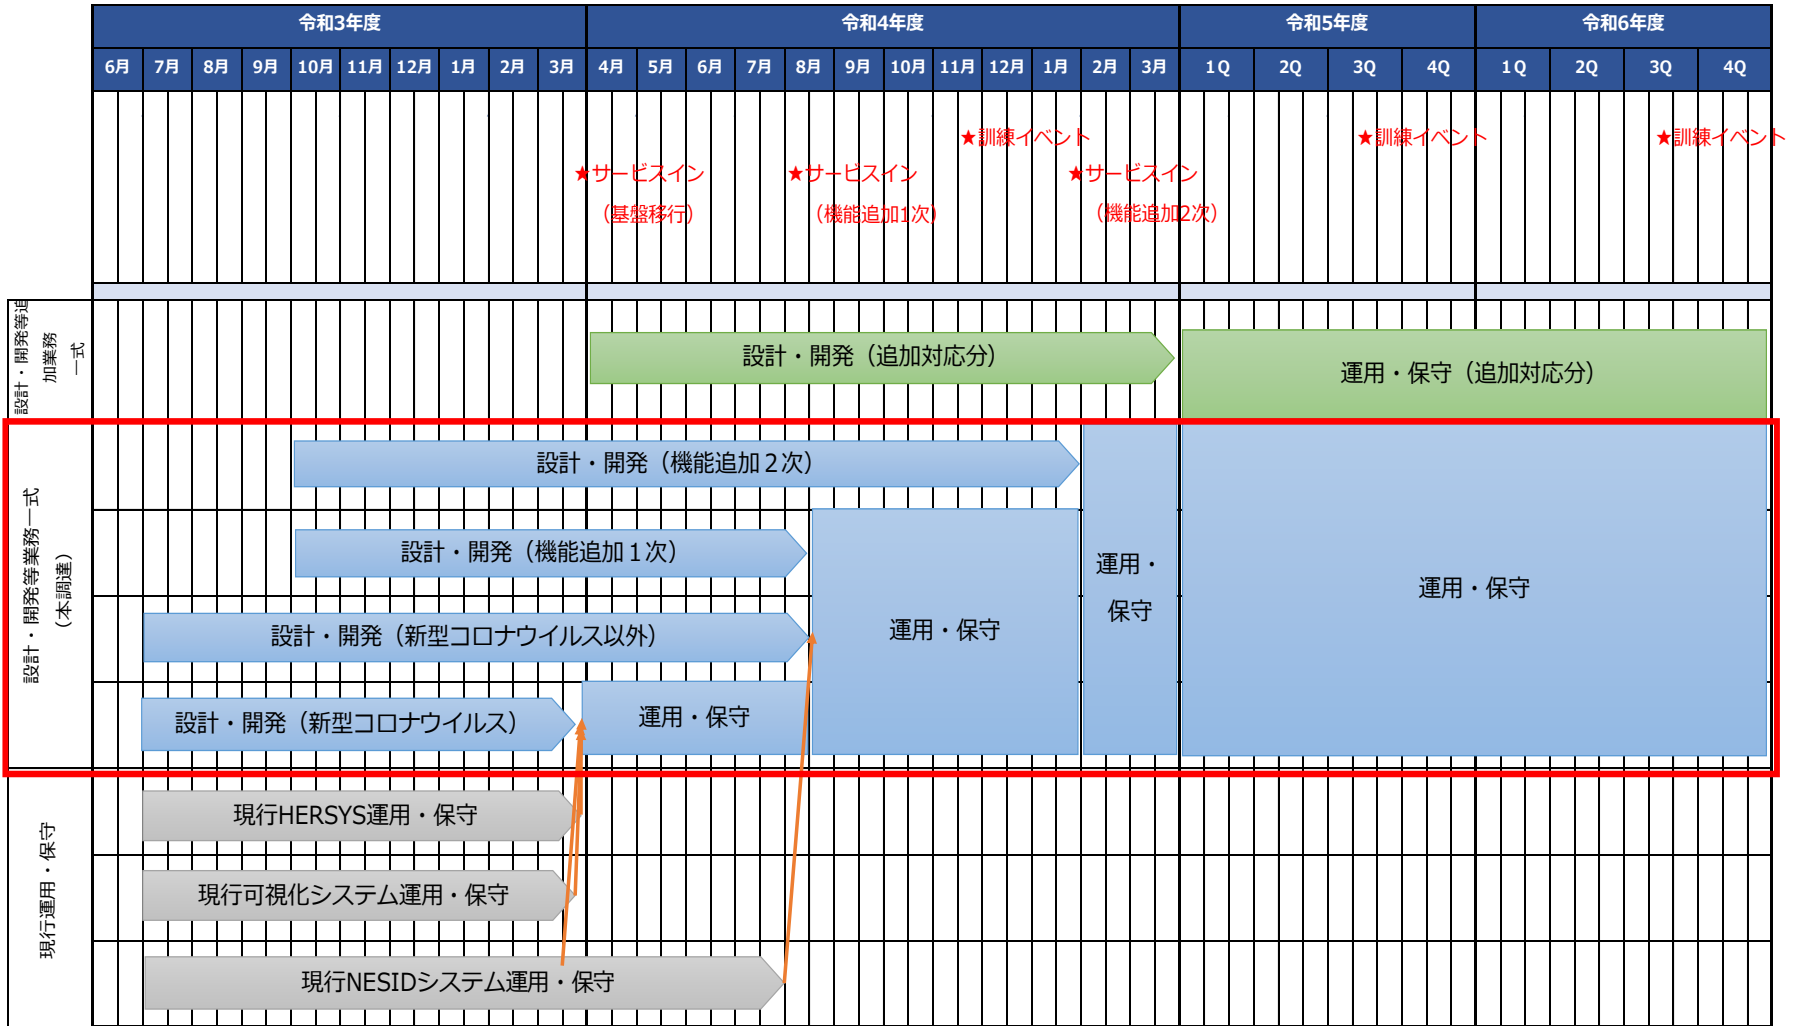 令和3年度 令和4年度 令和5年度 令和6年度
6月 7月 8月 9月 10月 11月 12月 1月 2月 3月 4月 5月 6月 7月 8月 9月 10月 11月 12月 1月 2月 3月 1Q 2Q 3Q 4Q 1Q 2Q 3Q 4Q
★訓練イベント ★訓練イベント ★訓練イベント
★サービスイン ★サービスイン ★サービスイン
（基盤移行） （機能追加1次） （機能追加2次）
設計・開発等追
加業務
一式
設計・開発（追加対応分）
運用・保守（追加対応分）
設計・開発等業務一式
（本調達）
設計・開発（機能追加２次）
設計・開発（機能追加１次）
設計・開発（新型コロナウイルス以外）
設計・開発（新型コロナウイルス）
運用・保守
運用・保守
運用・
保守
運用・保守
現行運用・保守
現行HERSYS運用・保守
現行可視化システム運用・保守
現行NESIDシステム運用・保守